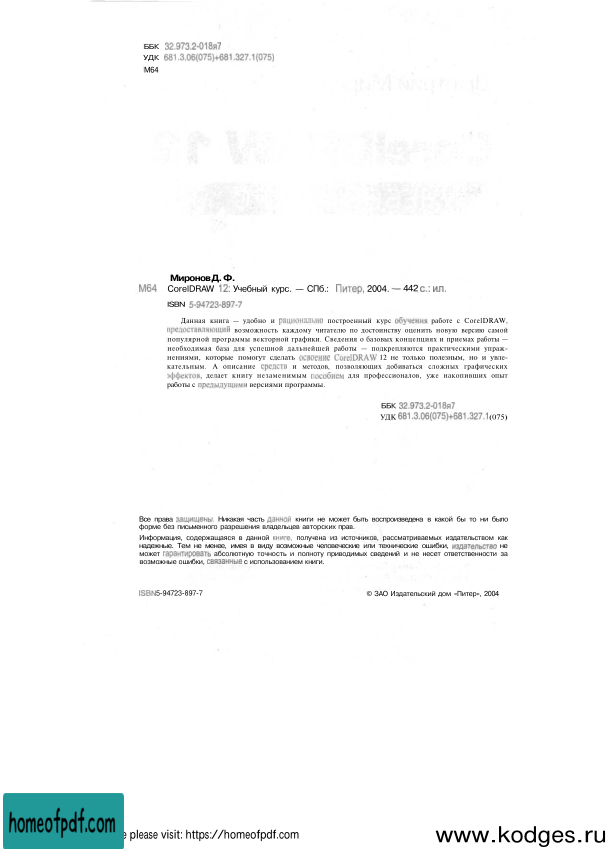 ББК 32.973.2-018я7
УДК 681.3.06(075)+681.327.1(075)
М64
Миронов Д. Ф.
М64 CorelDRAW 12: Учебный курс. — СПб.: Питер, 2004. — 442 с.: ил.
ISBN 5-94723-897-7
Данная книга — удобно и рационально построенный курс обучения работе с CorelDRAW,
предоставляющий возможность каждому читателю по достоинству оценить новую версию самой
популярной программы векторной графики. Сведения о базовых концепциях и приемах работы —
необходимая база для успешной дальнейшей работы — подкрепляются практическими упраж-
нениями, которые помогут сделать освоение CorelDRAW 12 не только полезным, но и увле-
кательным. А описание средств и методов, позволяющих добиваться сложных графических
эффектов, делает книгу незаменимым пособием для профессионалов, уже накопивших опыт
работы с предыдущими версиями программы.
ББК 32.973.2-018я7
УДК 681.3.06(075)+681.327.1(075)
Все права защищены. Никакая часть данной книги не может быть воспроизведена в какой бы то ни было
форме без письменного разрешения владельцев авторских прав.
Информация, содержащаяся в данной книге, получена из источников, рассматриваемых издательством как
надежные. Тем не менее, имея в виду возможные человеческие или технические ошибки, издательство не
может гарантировать абсолютную точность и полноту приводимых сведений и не несет ответственности за
возможные ошибки, связанные с использованием книги.
ISBN5-94723-897-7 © ЗАО Издательский дом «Питер», 2004
homeofpdf.com
e please visit: https://homeofpdf.com
www.kodges.ru